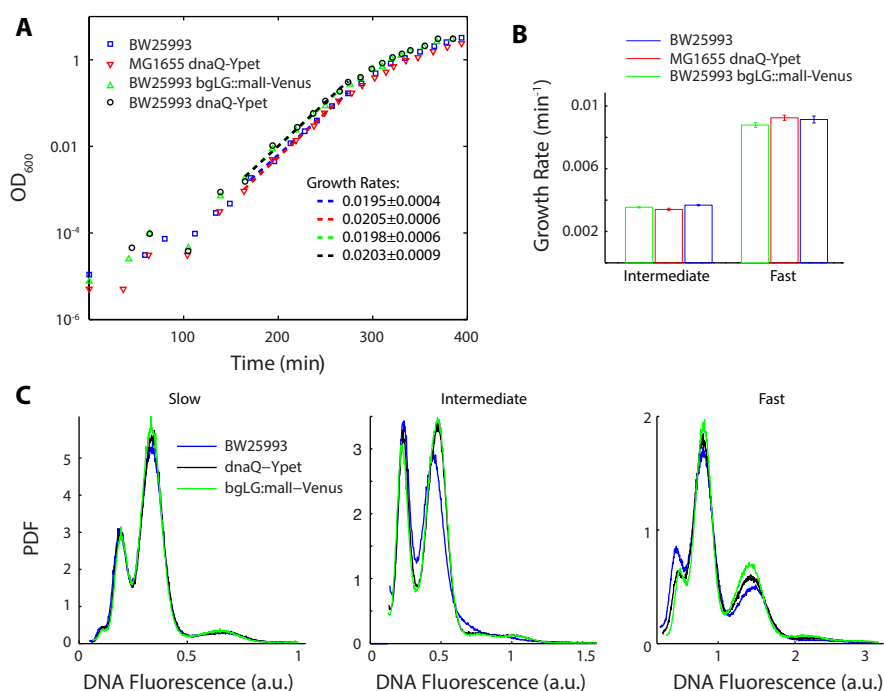 A
BW25993
MG1655 dnaQ-Ypet
BW25993 bgLG::mall-Venus
BW25993 dnaQ-Ypet
OD600
1
0.01
10-4
10-6
0
100
200
300
400
Time (min)
Growth Rates:
0.0195±0.0004
0.0205±0.0006
0.0198±0.0006
0.0203±0.0009
B
BW25993
MG1655 dnaQ-Ypet
BW25993 bgLG::mall-Venus
Growth Rate (min-1)
0.01
0.006
0.002
Intermediate
Fast
C
Slow
BW25993
dnaQ−Ypet
bgLG:mall−Venus
PDF
5
4
3
2
1
0
0
0.5
1
DNA Fluorescence (a.u.)
Intermediate
3
2
1
0
0
0.5
1
1.5
DNA Fluorescence (a.u.)
Fast
2
1
0
1
2
3
DNA Fluorescence (a.u.)